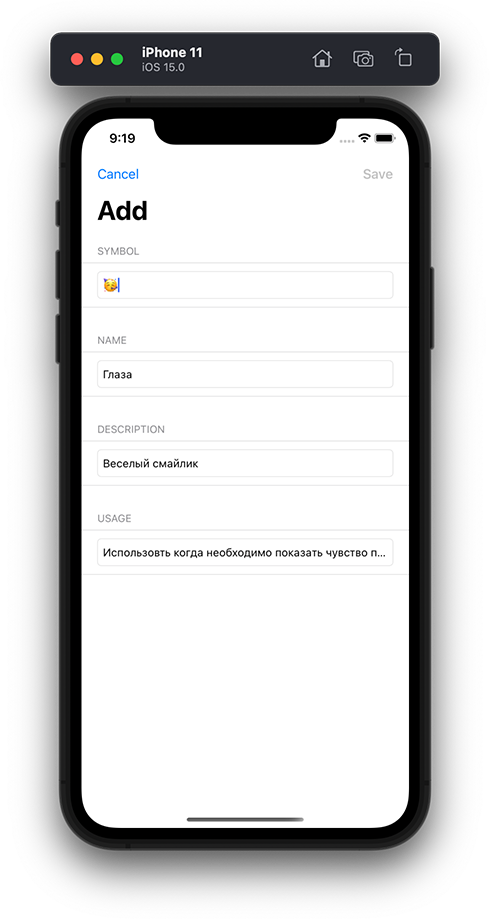 iPhone 11
iOS 15.0
9:19
Cancel
Save
Add
SYMBOL
🥳
NAME
Глаза
DESCRIPTION
Веселый смайлик
USAGE
Использовть когда необходимо показать чувство п...